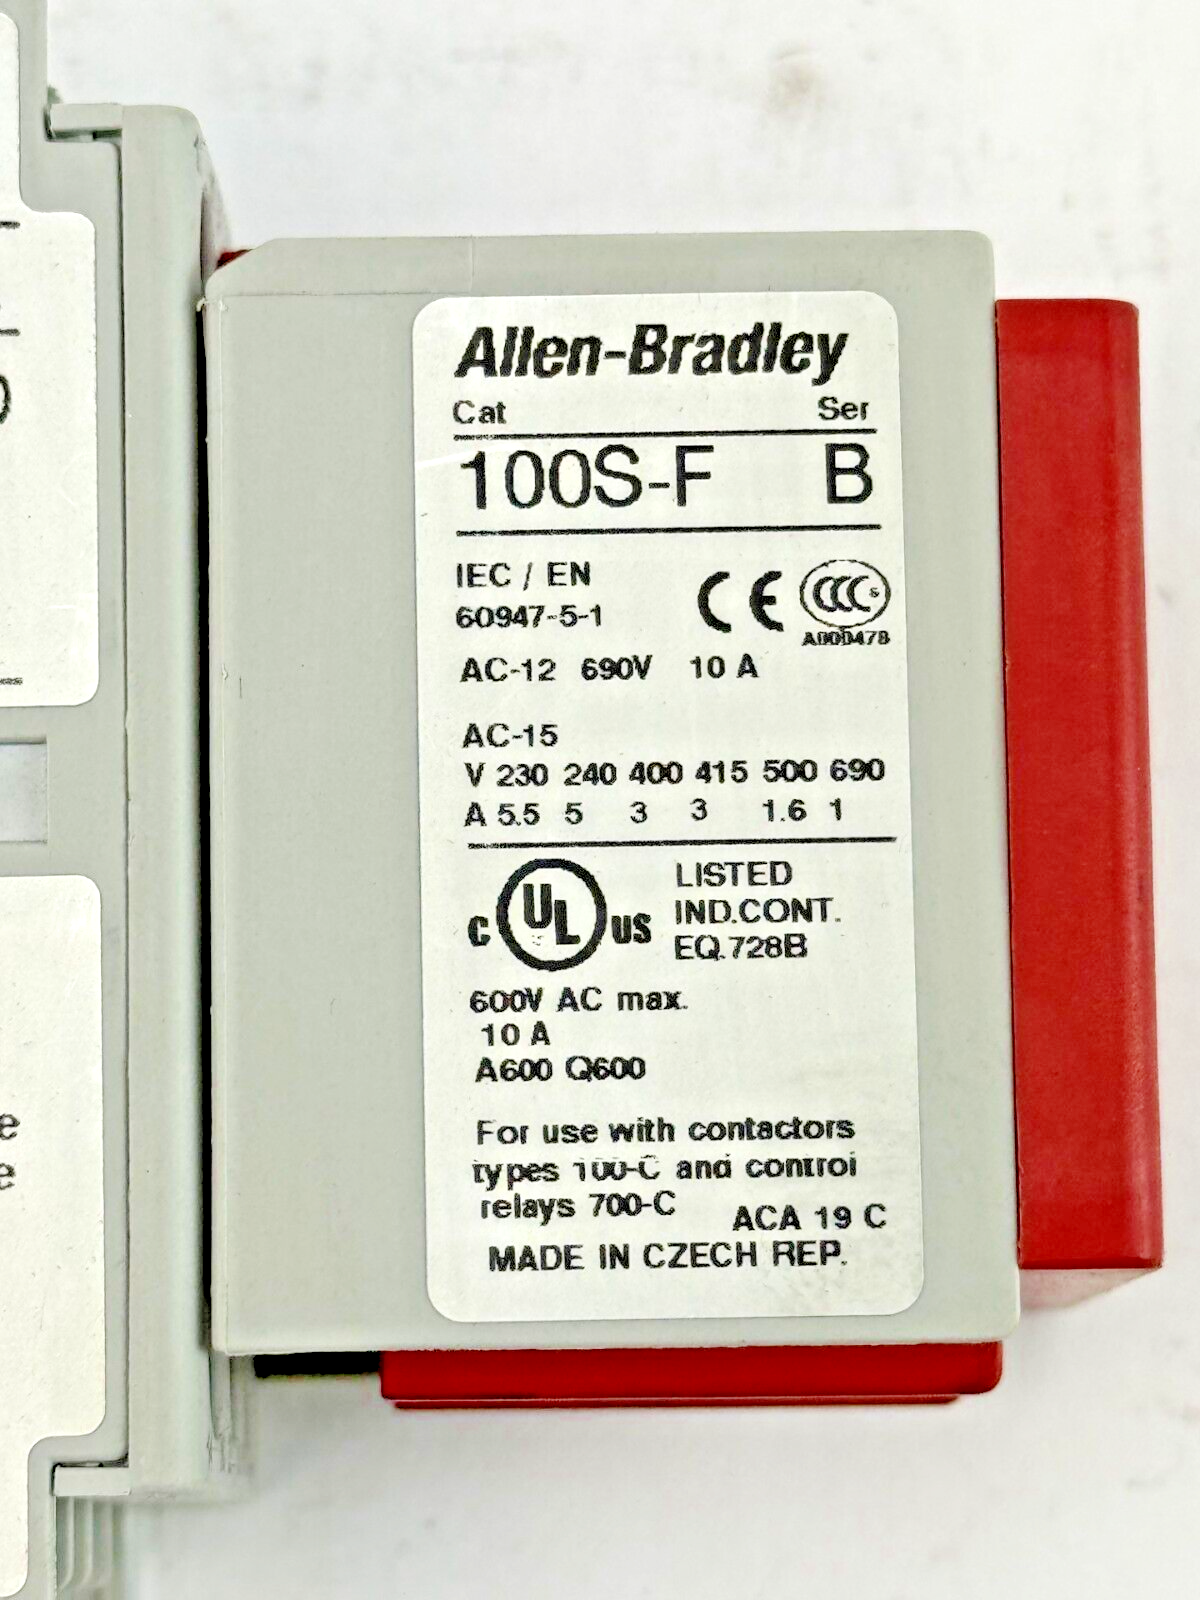 Allen-Bradley
Cat Ser
100S-F B
IEC / EN
60947-5-1
CE CCC S
A000478
AC-12 690V 10 A
AC-15
V 230 240 400 415 500 690
A 5.5 5 3 3 1.6 1
C UL US
LISTED
IND.CONT.
EQ.728B
600V AC max.
10 A
A600 Q600
For use with contactors
types 100-C and control
relays 700-C
ACA 19 C
MADE IN CZECH REP.
e
e